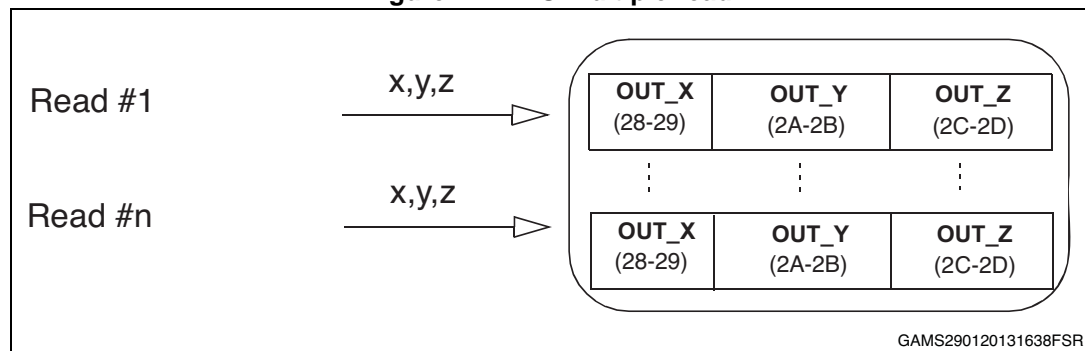 Read #1
x,y,z
OUT_X OUT_Y OUT_Z
(28-29) (2A-2B) (2C-2D)
Read #n
x,y,z
OUT_X OUT_Y OUT_Z
(28-29) (2A-2B) (2C-2D)
GAMS290120131638FSR